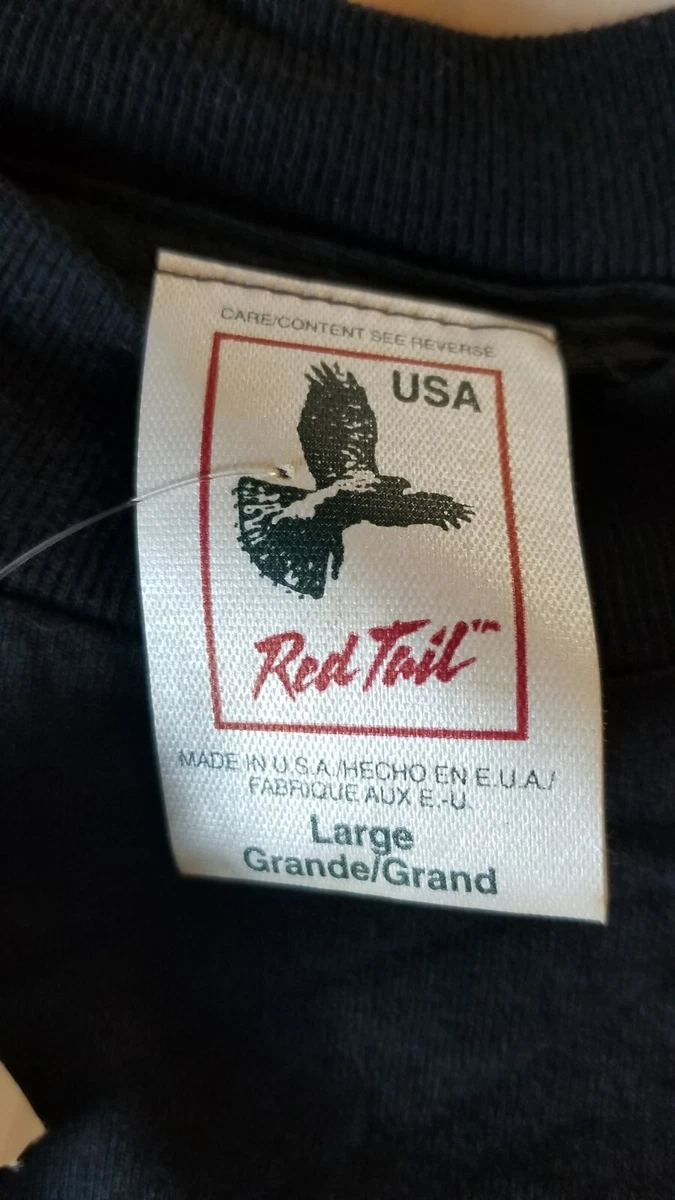 CARE/CONTENT SEE REVERSE
USA
Red Tail™
MADE IN U.S.A./HECHO EN E.U.A./
FABRIQUE AUX E.-U.
Large
Grande/Grand